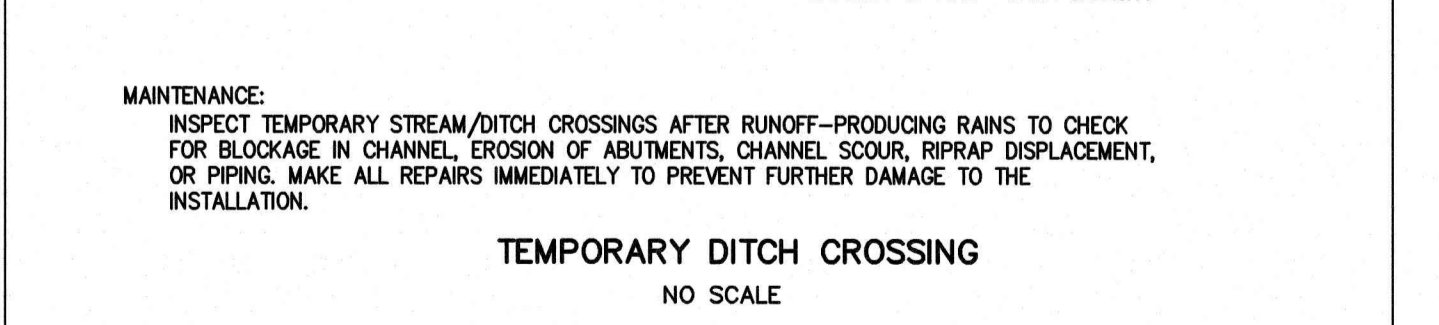 MAINTENANCE:
INSPECT TEMPORARY STREAM/DITCH CROSSINGS AFTER RUNOFF-PRODUCING RAINS TO CHECK
FOR BLOCKAGE IN CHANNEL, EROSION OF ABUTMENTS, CHANNEL SCOUR, RIPRAP DISPLACEMENT,
OR PIPING. MAKE ALL REPAIRS IMMEDIATELY TO PREVENT FURTHER DAMAGE TO THE
INSTALLATION.
TEMPORARY DITCH CROSSING
NO SCALE